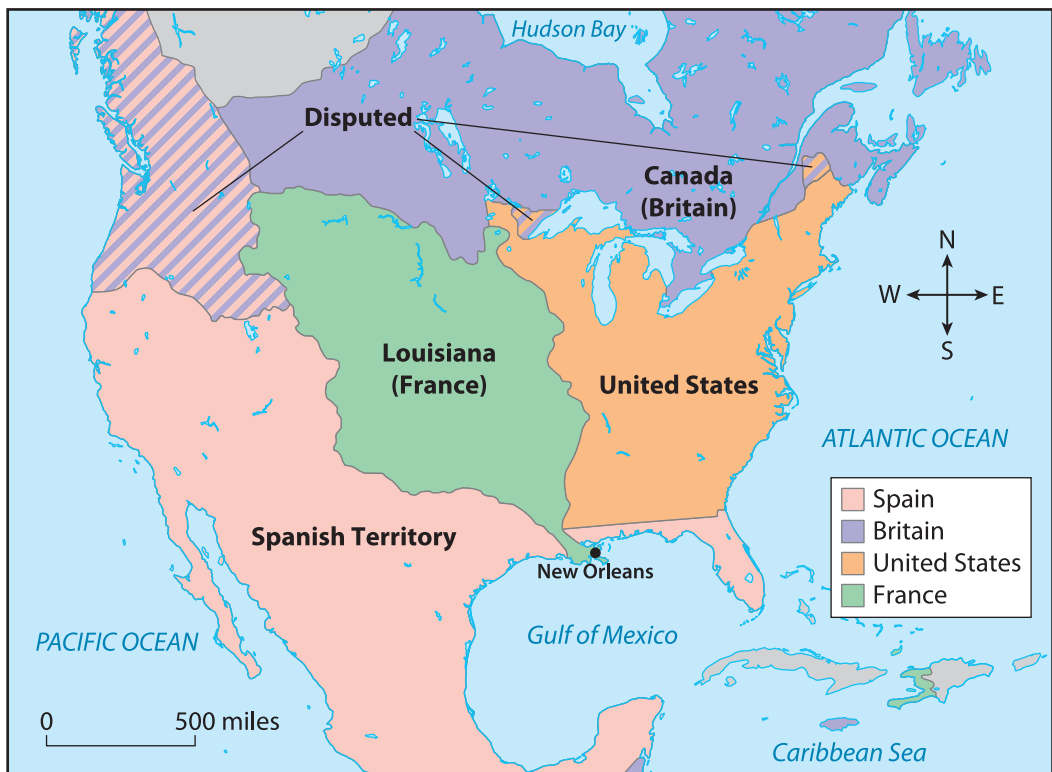 Hudson Bay
Disputed
Canada
(Britain)
N
W
E
S
Louisiana
(France)
United States
ATLANTIC OCEAN
Spain
Britain
United States
France
Spanish Territory
New Orleans
PACIFIC OCEAN
Gulf of Mexico
0
500 miles
Caribbean Sea